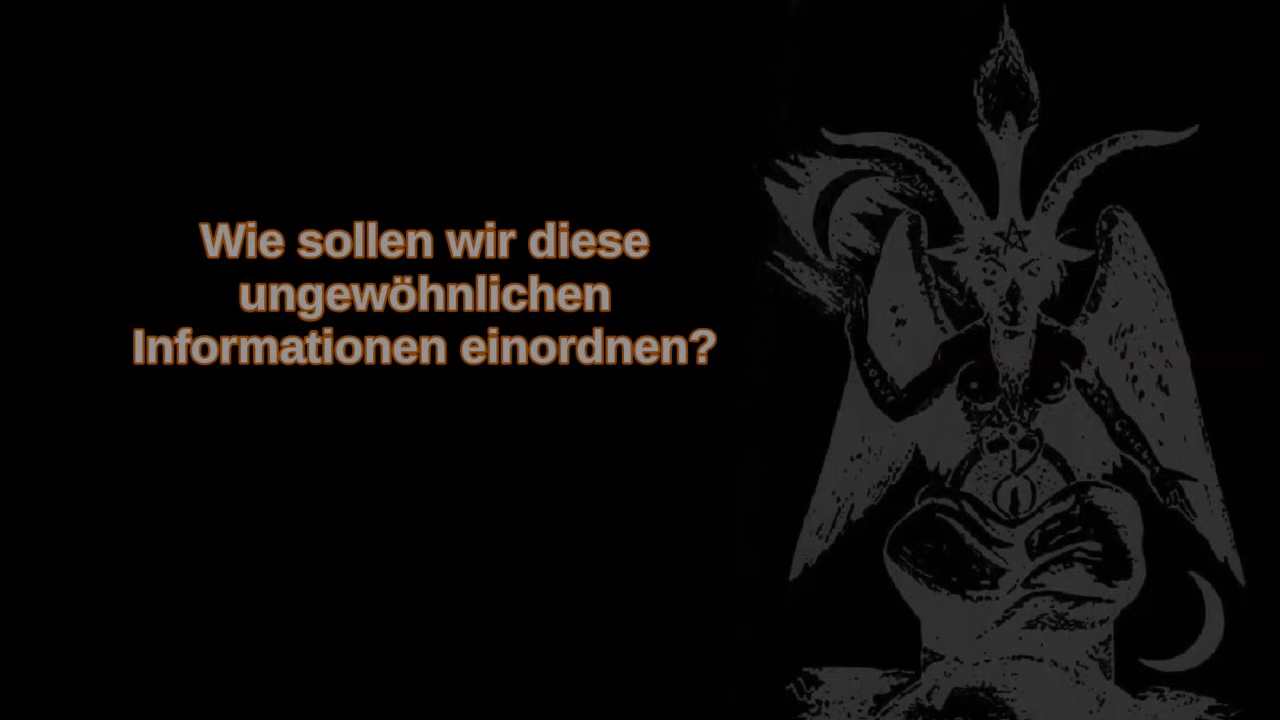 Wie sollen wir diese
ungewöhnlichen
Informationen einordnen?